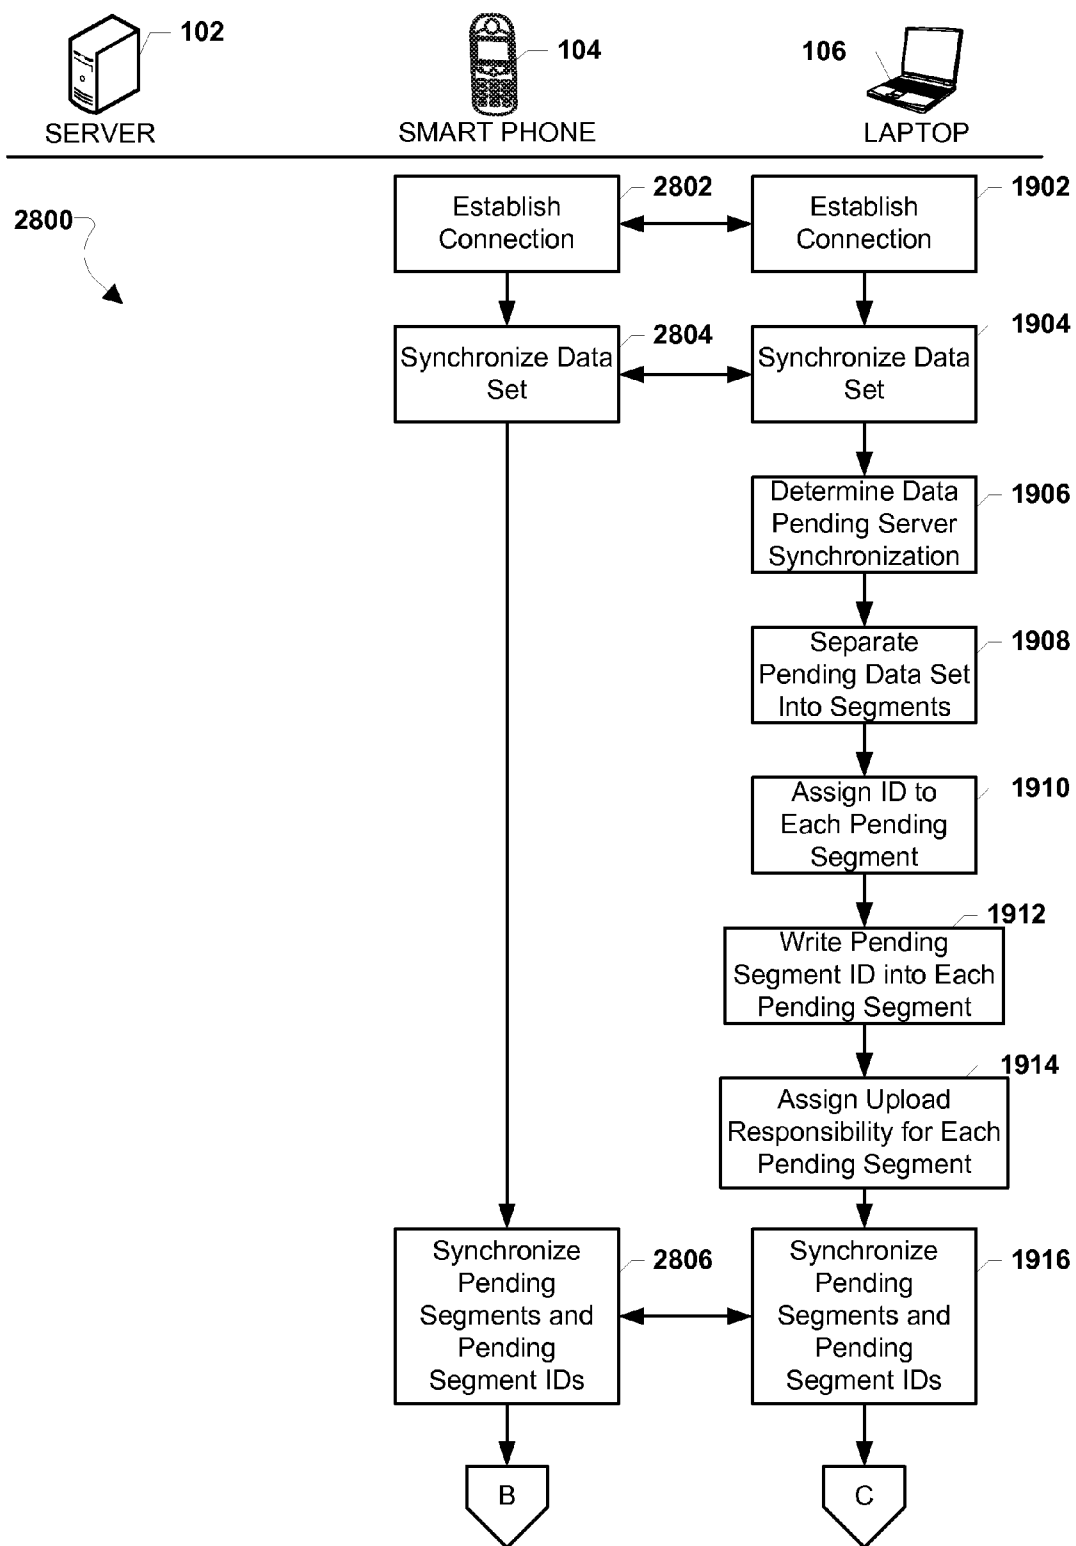 102
104
106
SERVER
SMART PHONE
LAPTOP
2800
Establish
Connection
2802
Establish
Connection
1902
Synchronize Data
Set
2804
Synchronize Data
Set
1904
Determine Data
Pending Server
Synchronization
1906
Separate
Pending Data Set
Into Segments
1908
Assign ID to
Each Pending
Segment
1910
Write Pending
Segment ID into Each
Pending Segment
1912
Assign Upload
Responsibility for Each
Pending Segment
1914
Synchronize
Pending
Segments and
Pending
Segment IDs
2806
Synchronize
Pending
Segments and
Pending
Segment IDs
1916
B
C